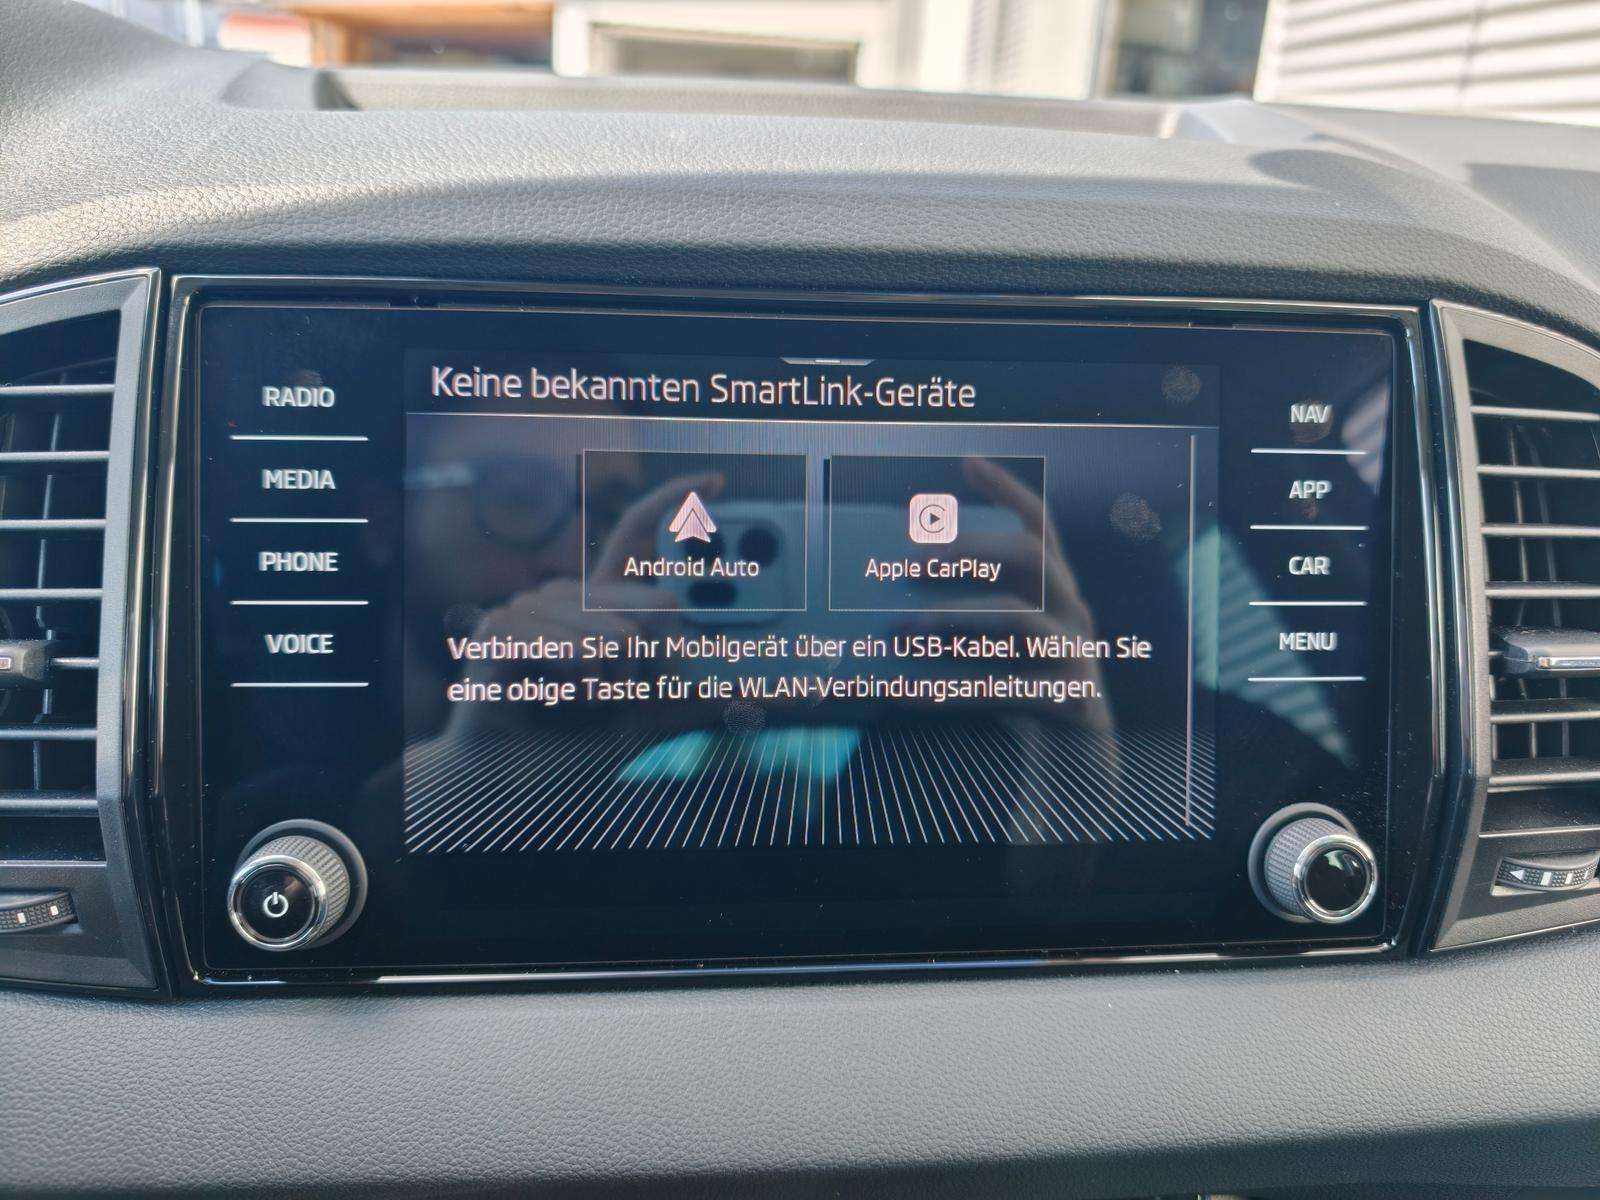 Keine bekannten SmartLink-Geräte
RADIO
MEDIA
PHONE
VOICE
Android Auto
Apple CarPlay
Verbinden Sie Ihr Mobilgerät über ein USB-Kabel. Wählen Sie
eine obige Taste für die WLAN-Verbindungsanleitungen.
NAV
APP
CAR
MENU